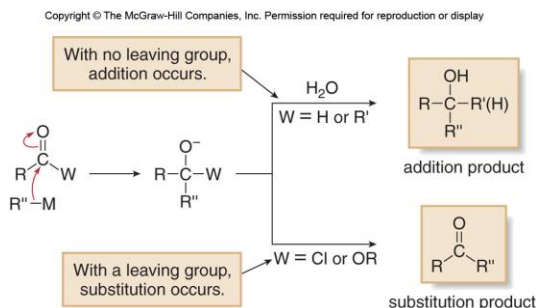 Copyright © The McGraw-Hill Companies, Inc. Permission required for reproduction or display
With no leaving group,
addition occurs.
H₂O
W = H or R'
OH
R–C–R'(H)
R"
addition product
O
R C W
R"–M
O⁻
R–C–W
R"
With a leaving group,
substitution occurs.
W = Cl or OR
O
R C R"
substitution product